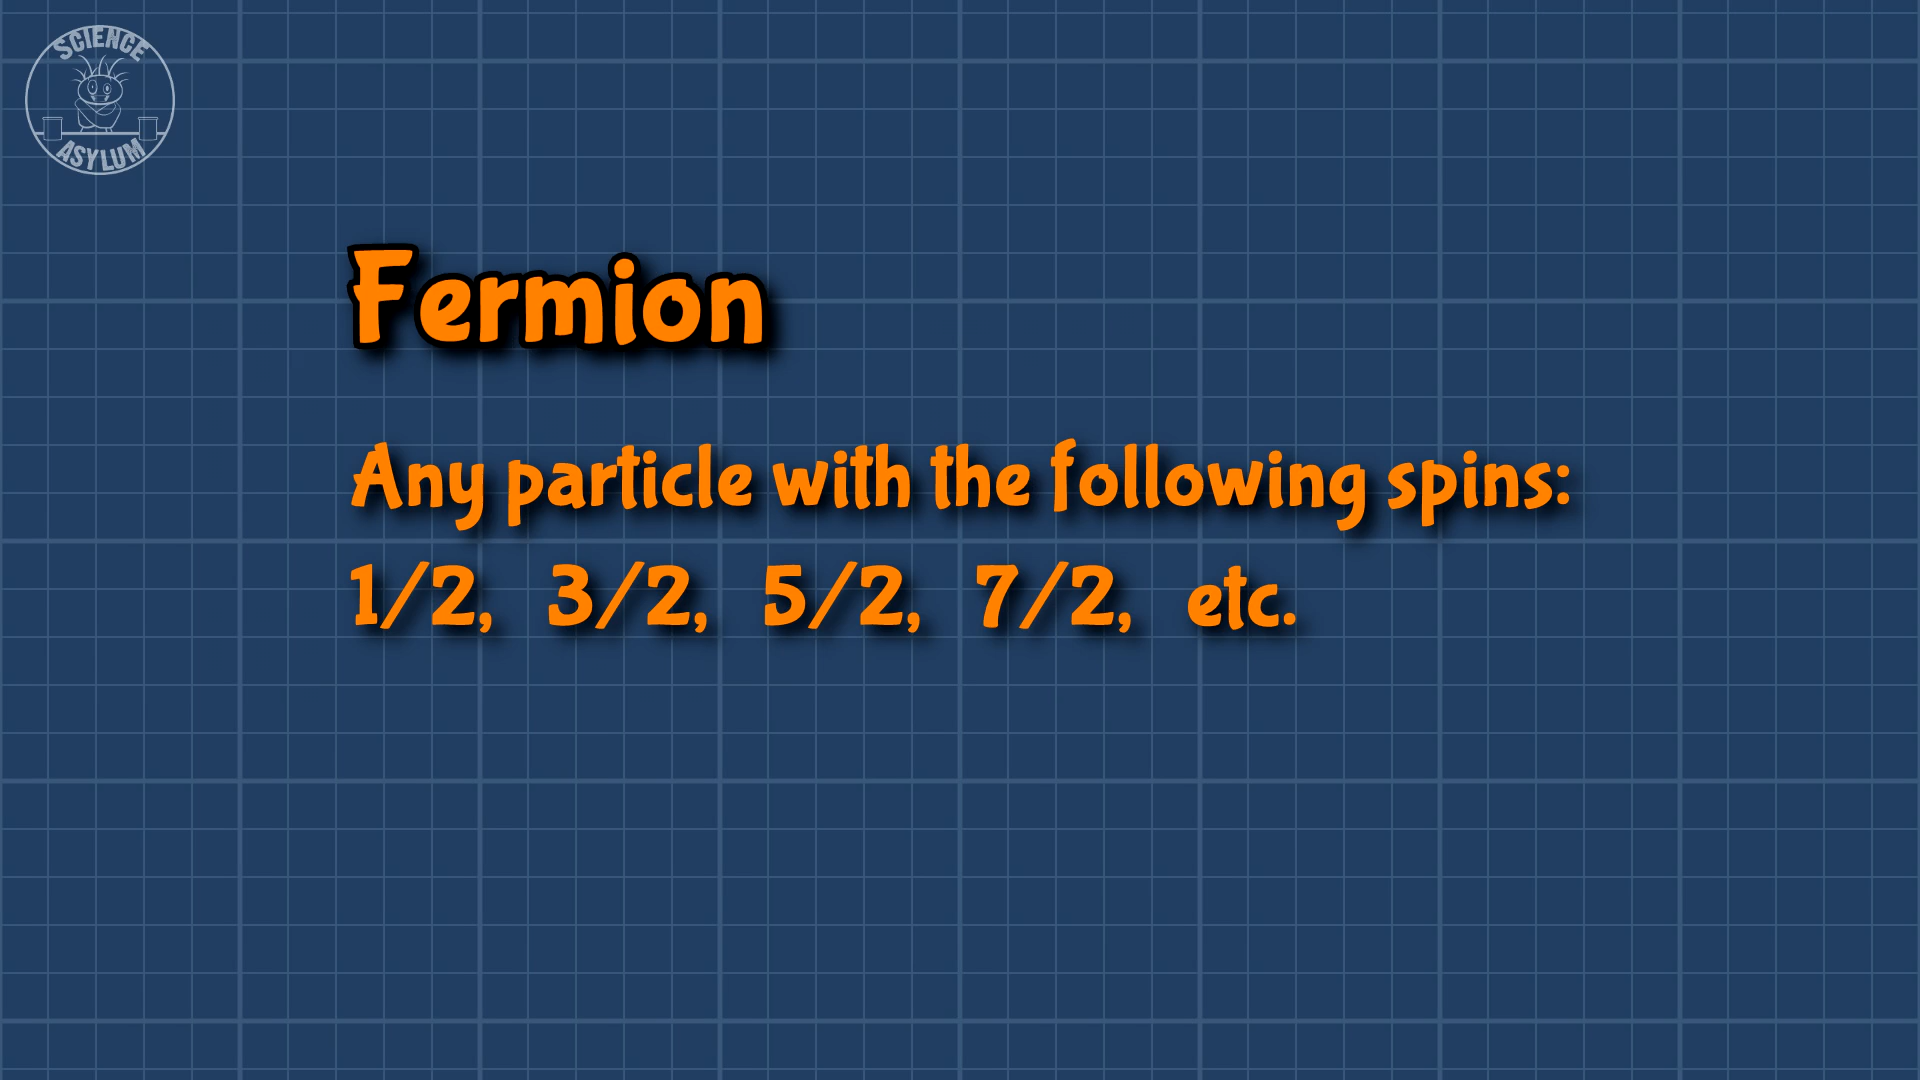 SCIENCE
ASYLUM
Fermion
Any particle with the following spins:
1/2, 3/2, 5/2, 7/2, etc.